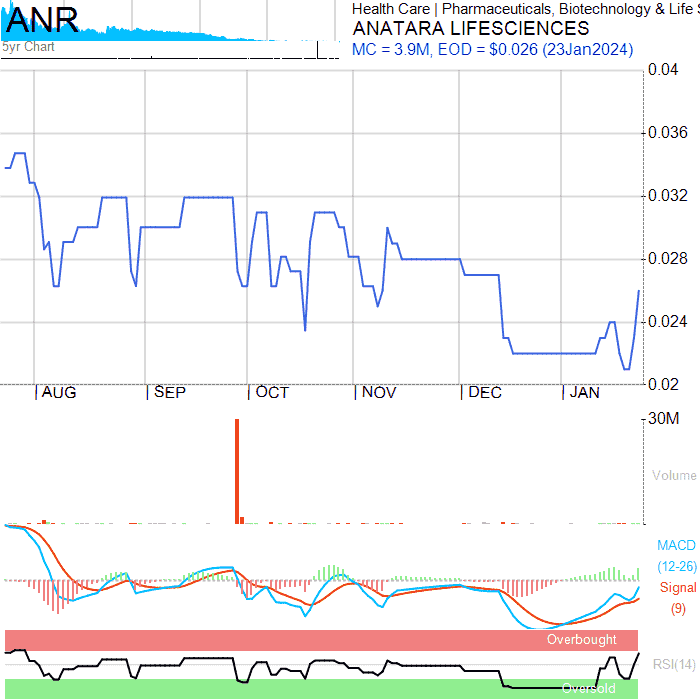 ANR
5yr Chart
Health Care | Pharmaceuticals, Biotechnology & Life S
ANATARA LIFESCIENCES
MC = 3.9M, EOD = $0.026 (23Jan2024)
0.04
0.036
0.032
0.028
0.024
0.02
AUG SEP OCT NOV DEC JAN
30M
Volume
MACD
(12-26)
Signal
(9)
Overbought
RSI(14)
Oversold